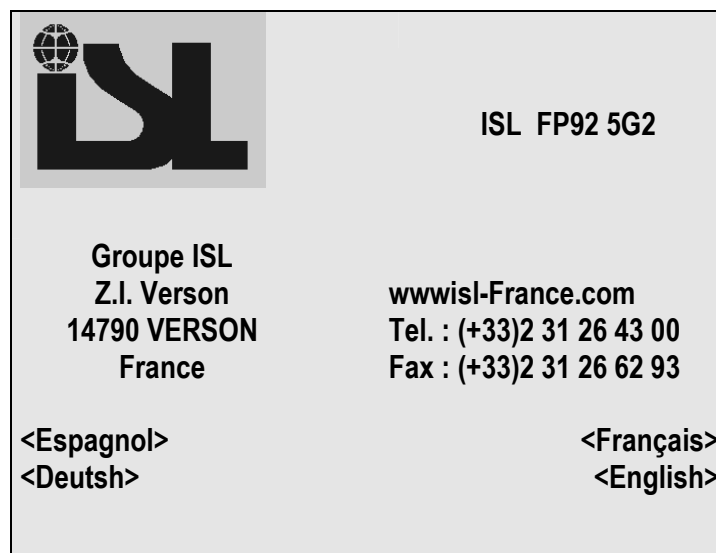 iSL
ISL FP92 5G2
Groupe ISL
Z.I. Verson
14790 VERSON
France
wwwisl-France.com
Tel. : (+33)2 31 26 43 00
Fax : (+33)2 31 26 62 93
<Espagnol>
<Deutsh>
<Français>
<English>